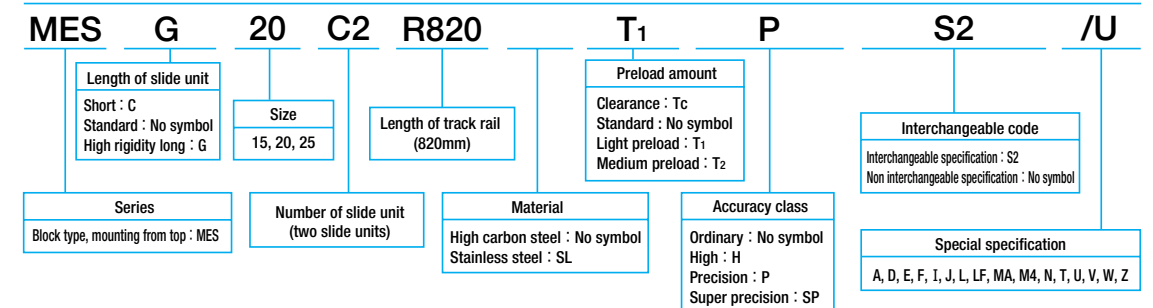 MES G 20 C2 R820 T1 P S2 /U
Length of slide unit
Short : C
Standard : No symbol
High rigidity long : G
Size
15, 20, 25
Length of track rail
(820mm)
Preload amount
Clearance : Tc
Standard : No symbol
Light preload : T1
Medium preload : T2
Interchangeable code
Interchangeable specification : S2
Non interchangeable specification : No symbol
Series
Block type, mounting from top : MES
Number of slide unit
(two slide units)
Material
High carbon steel : No symbol
Stainless steel : SL
Accuracy class
Ordinary : No symbol
High : H
Precision : P
Super precision : SP
Special specification
A, D, E, F, I, J, L, LF, MA, M4, N, T, U, V, W, Z